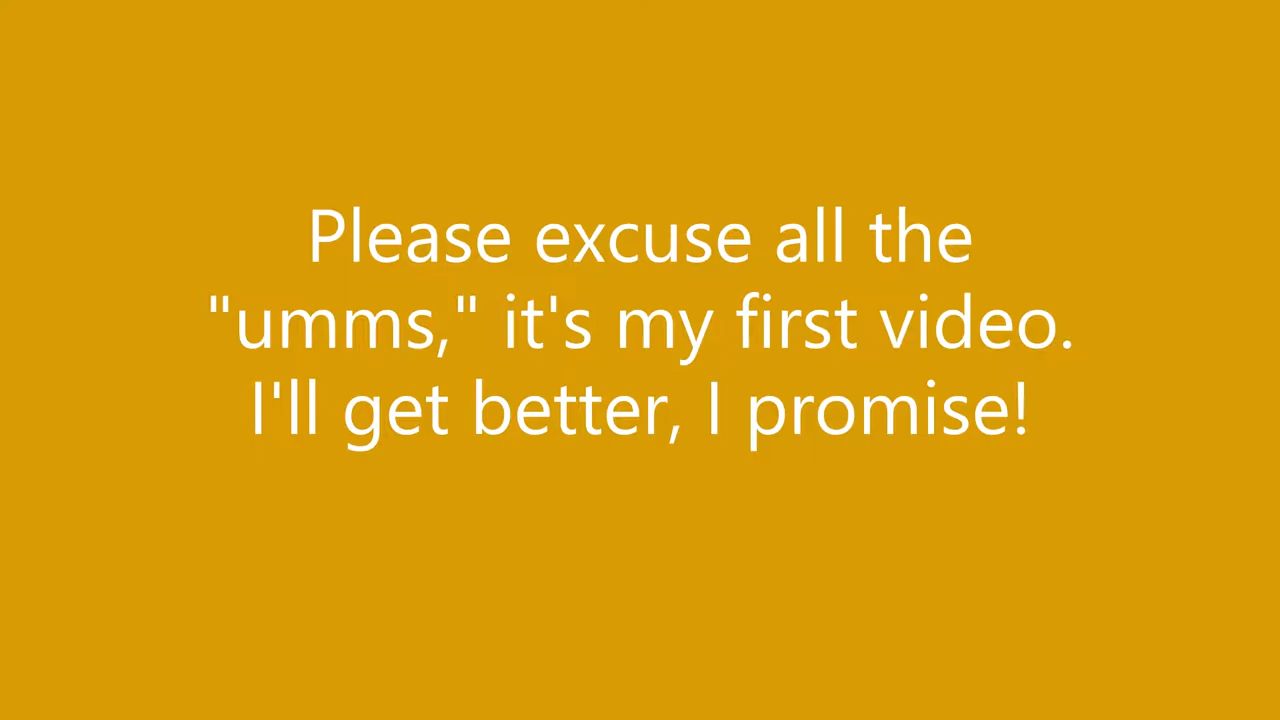 Please excuse all the
"umms," it's my first video.
I'll get better, I promise!